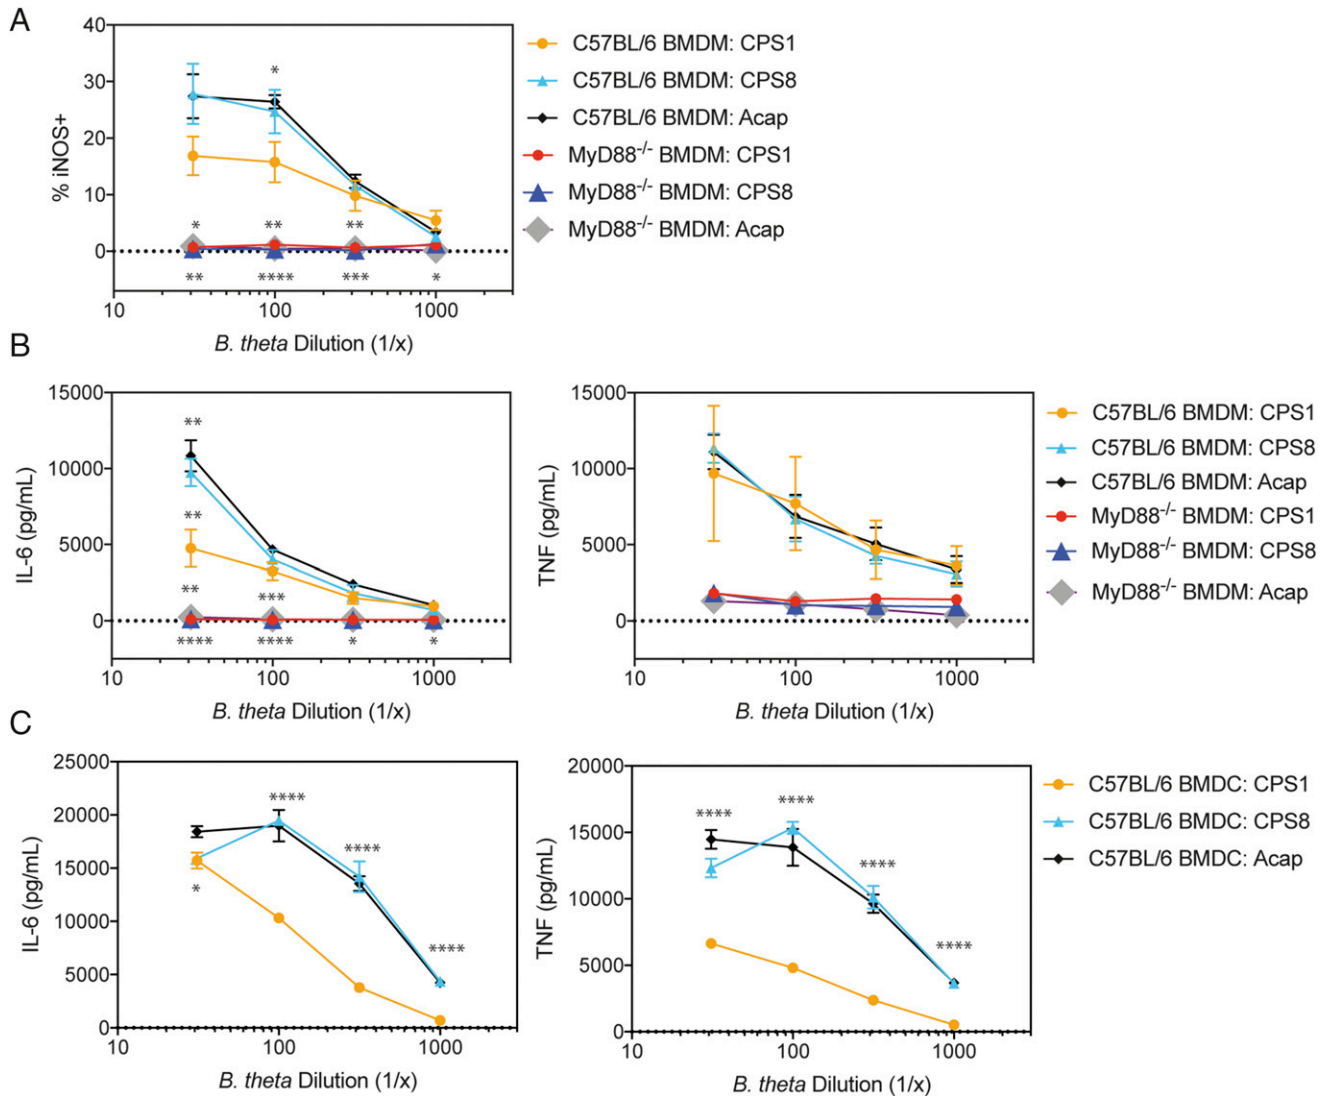 A
40
30
20
10
0
% iNOS+
*
* ** **
** **** *** *
10 100 1000
B. theta Dilution (1/x)
C57BL/6 BMDM: CPS1
C57BL/6 BMDM: CPS8
C57BL/6 BMDM: Acap
MyD88-/- BMDM: CPS1
MyD88-/- BMDM: CPS8
MyD88-/- BMDM: Acap
B
15000
10000
5000
0
IL-6 (pg/mL)
**
**
** ***
**** **** * *
10 100 1000
B. theta Dilution (1/x)
15000
10000
5000
0
TNF (pg/mL)
10 100 1000
B. theta Dilution (1/x)
C57BL/6 BMDM: CPS1
C57BL/6 BMDM: CPS8
C57BL/6 BMDM: Acap
MyD88-/- BMDM: CPS1
MyD88-/- BMDM: CPS8
MyD88-/- BMDM: Acap
C
25000
20000
15000
10000
5000
0
IL-6 (pg/mL)
****
****
*
****
10 100 1000
B. theta Dilution (1/x)
20000
15000
10000
5000
0
TNF (pg/mL)
**** ****
****
****
10 100 1000
B. theta Dilution (1/x)
C57BL/6 BMDC: CPS1
C57BL/6 BMDC: CPS8
C57BL/6 BMDC: Acap